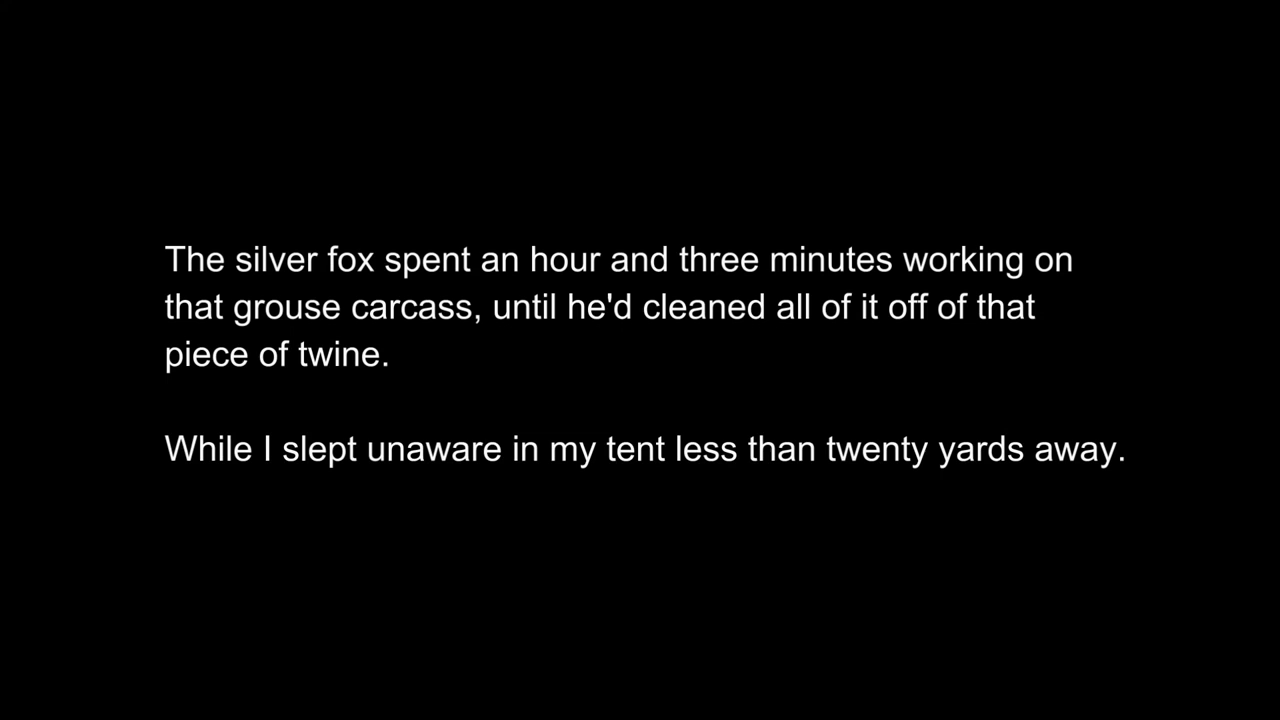 The silver fox spent an hour and three minutes working on
that grouse carcass, until he'd cleaned all of it off of that
piece of twine.
While I slept unaware in my tent less than twenty yards away.